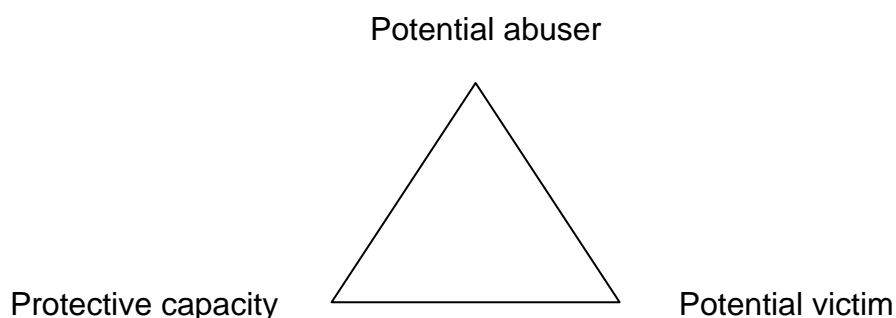 Potential abuser
Protective capacity
Potential victim